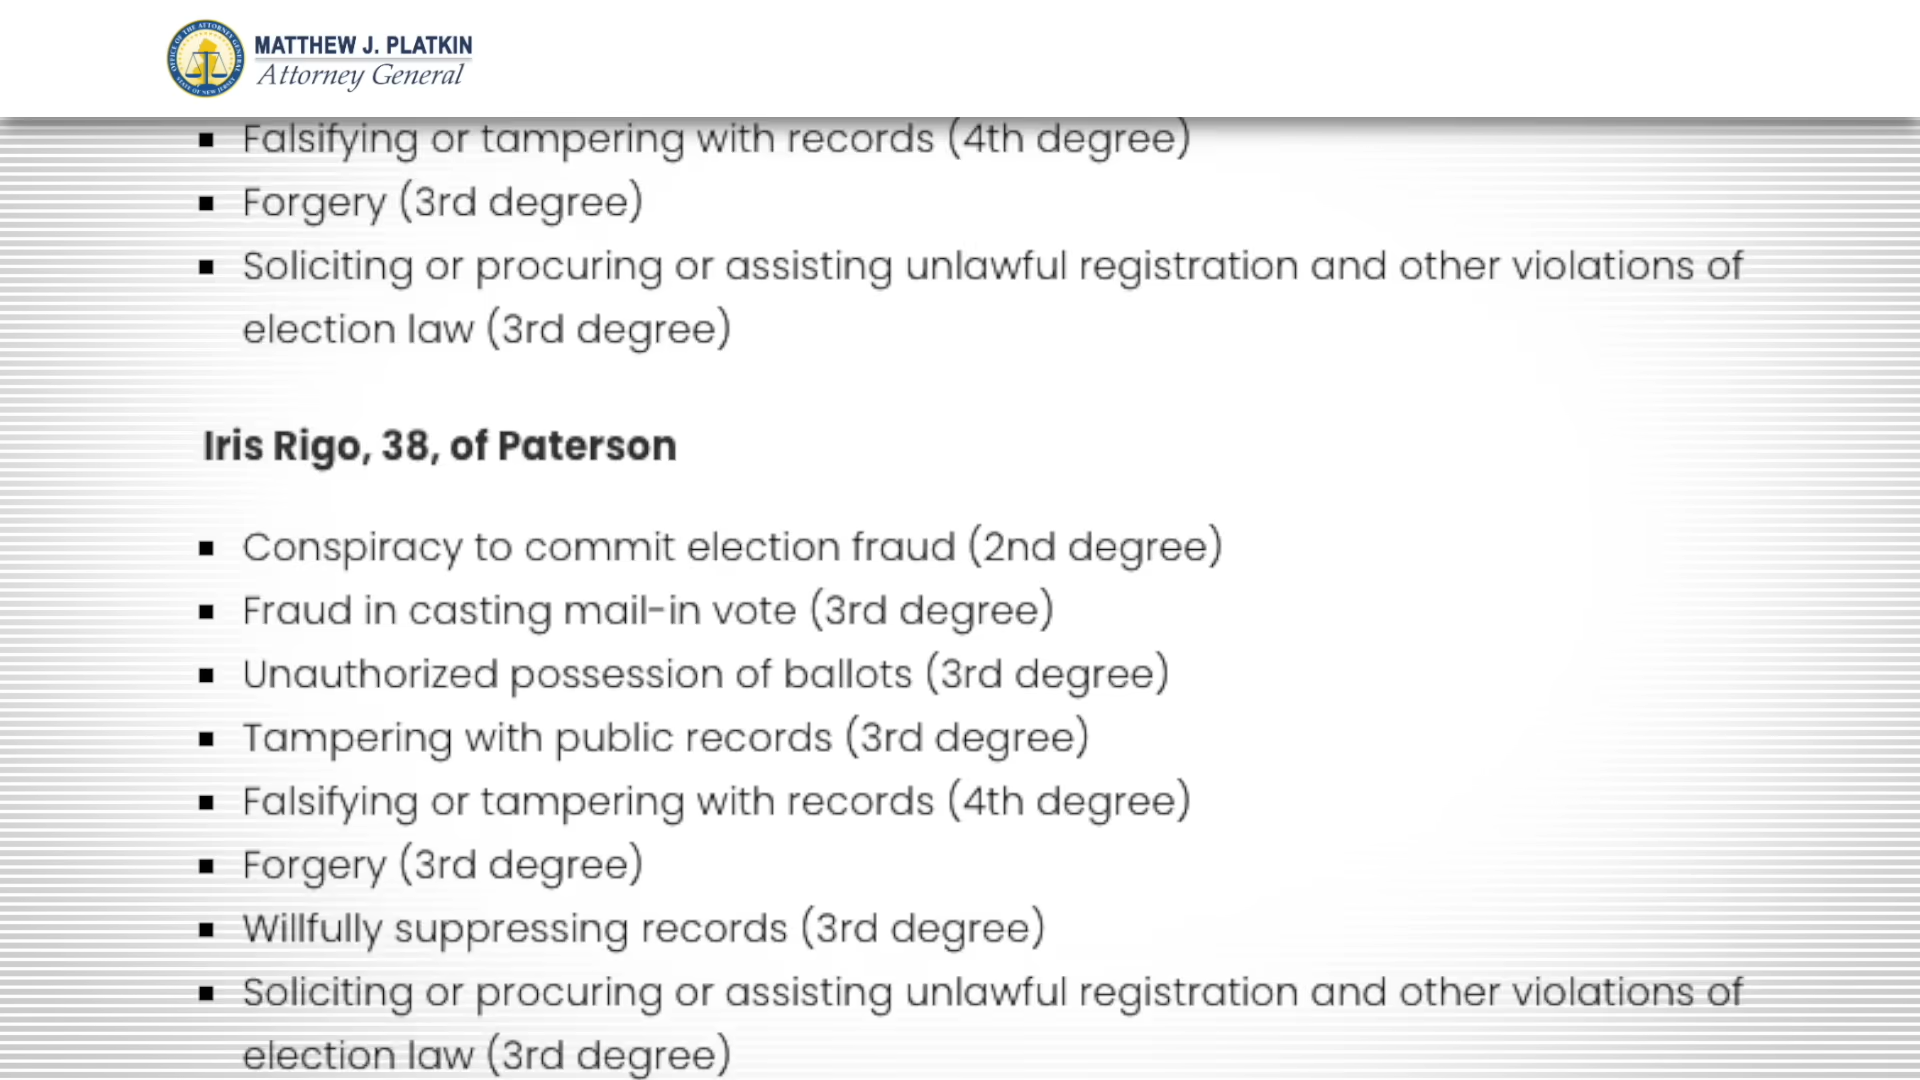 MATTHEW J. PLATKIN
Attorney General
Falsifying or tampering with records (4th degree)
Forgery (3rd degree)
Soliciting or procuring or assisting unlawful registration and other violations of
election law (3rd degree)
Iris Rigo, 38, of Paterson
Conspiracy to commit election fraud (2nd degree)
Fraud in casting mail-in vote (3rd degree)
Unauthorized possession of ballots (3rd degree)
Tampering with public records (3rd degree)
Falsifying or tampering with records (4th degree)
Forgery (3rd degree)
Willfully suppressing records (3rd degree)
Soliciting or procuring or assisting unlawful registration and other violations of
election law (3rd degree)